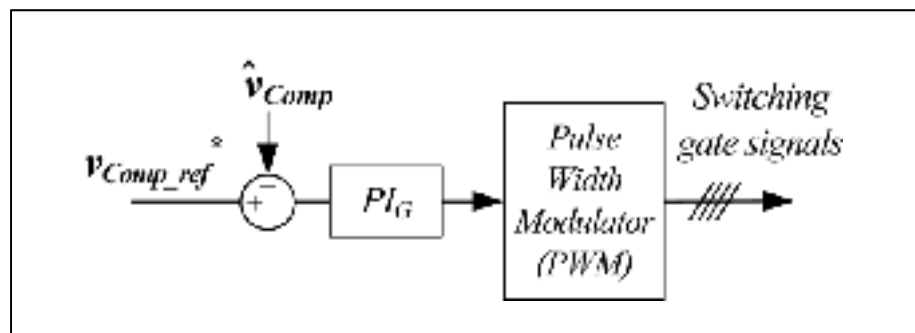 v̂Comp
vComp_ref*
−
+
PIG
Pulse
Width
Modulator
(PWM)
Switching
gate signals